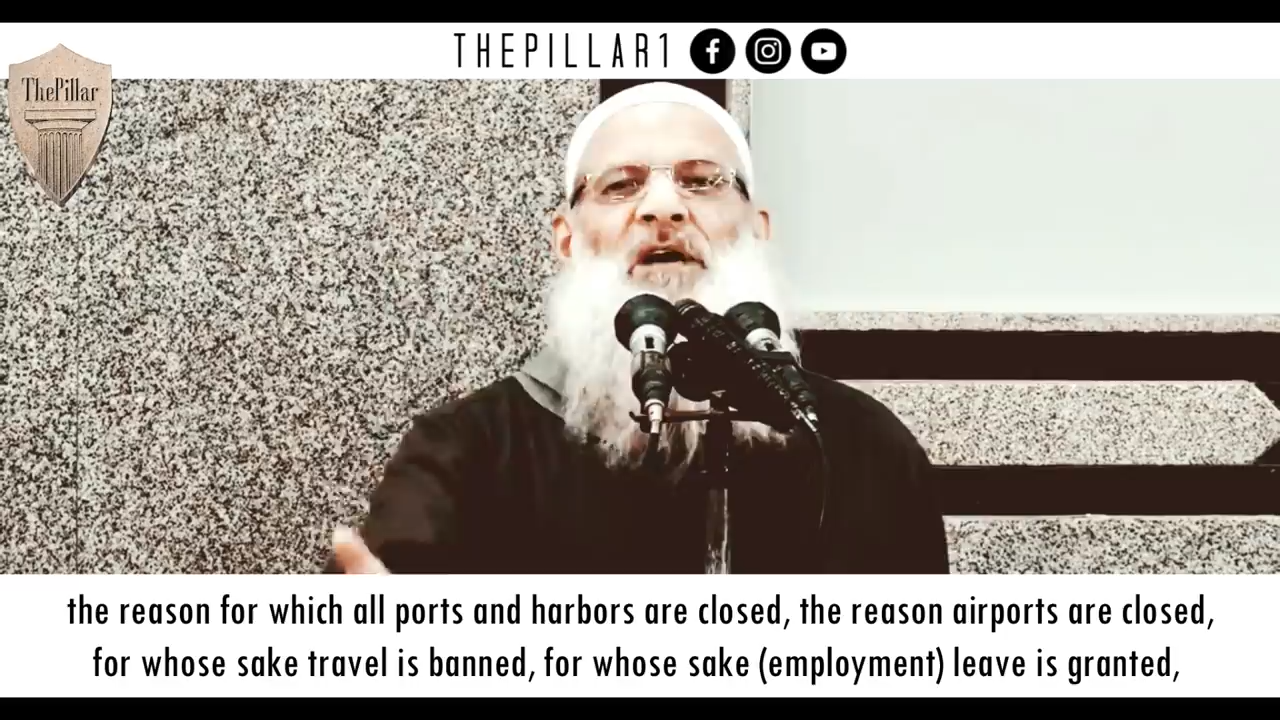 THEPILLAR1
ThePillar
the reason for which all ports and harbors are closed, the reason airports are closed,
for whose sake travel is banned, for whose sake (employment) leave is granted,